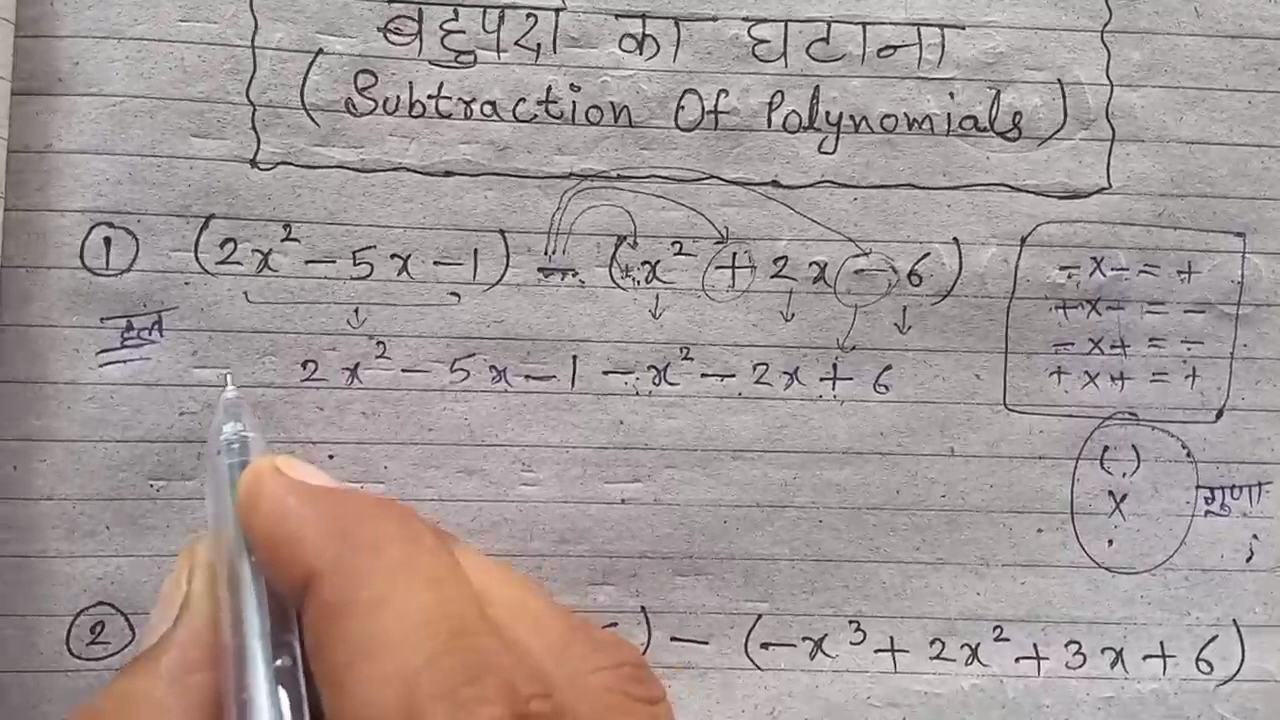 बहुपदों का घटाना
(Subtraction Of Polynomials)
① (2x² - 5x - 1) - (+x² + 2x - 6)
हल
2x² - 5x - 1 - x² - 2x + 6
- x - = +
+ x - = -
- x + = -
+ x + = +
( )
x
.
गुणा
② ) - (-x³ + 2x² + 3x + 6)